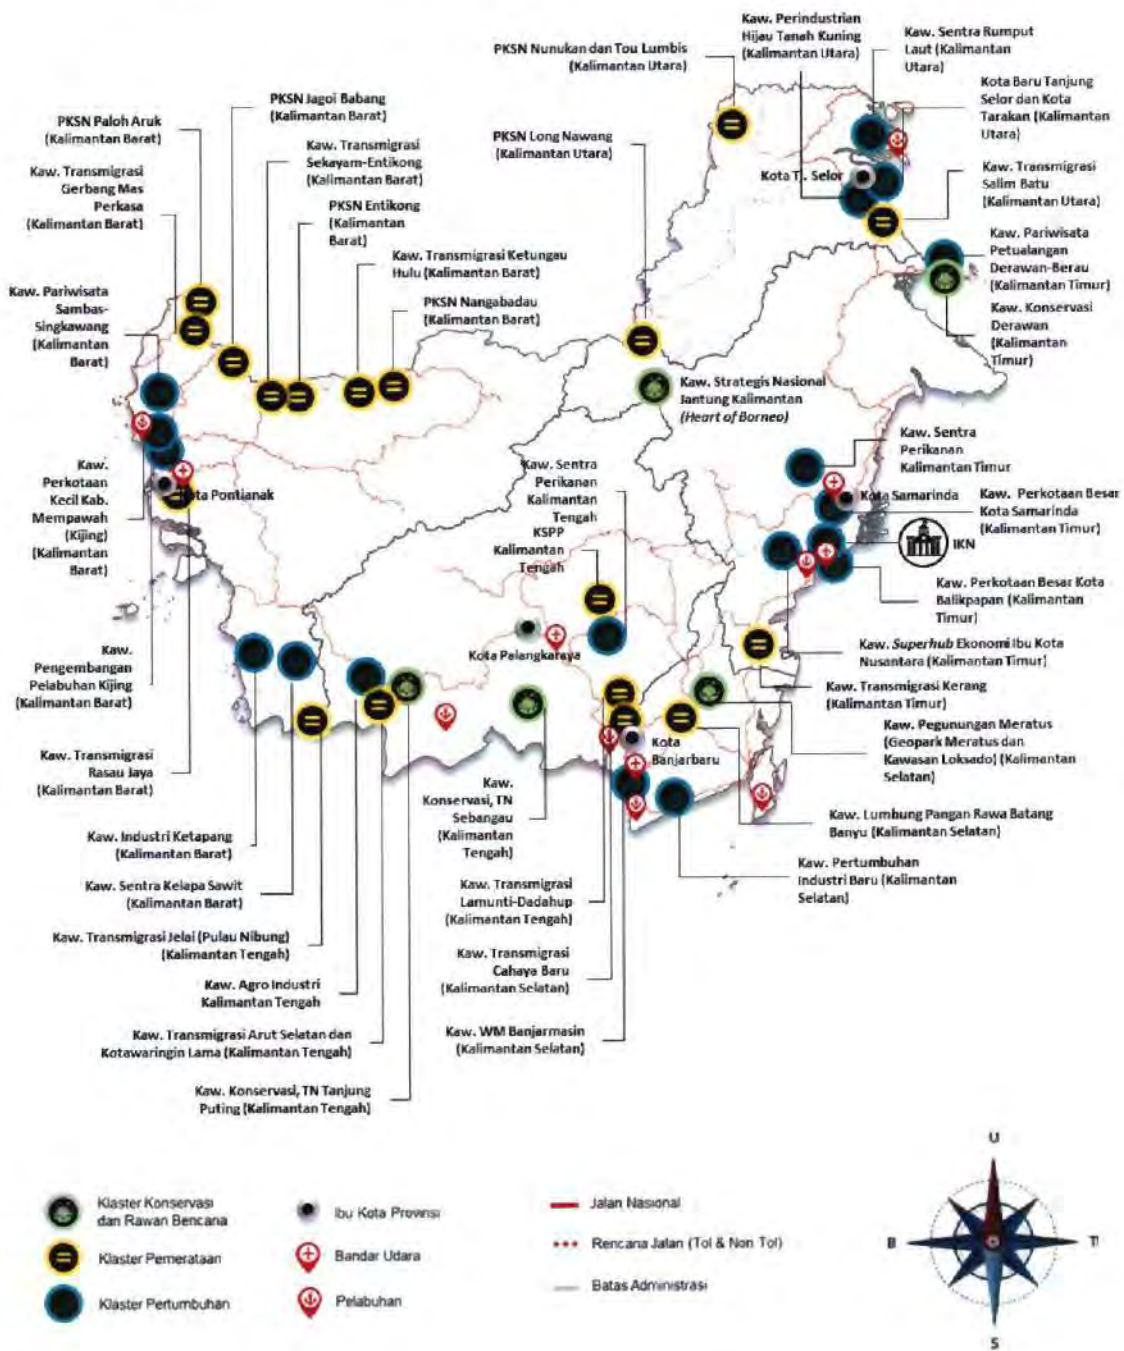 Kaw. Perindustrian
Hijau Tanah Kuning
(Kalimantan Utara)
Kaw. Sentra Rumput
Laut (Kalimantan
Utara)
PKSN Nunukan dan Tou Lumbis
(Kalimantan Utara)
Kota Baru Tanjung
Selor dan Kota
Tarakan (Kalimantan
Utara)
PKSN Jagoi Babang
(Kalimantan Barat)
PKSN Paloh Aruk
(Kalimantan Barat)
PKSN Long Nawang
(Kalimantan Utara)
Kaw. Transmigrasi
Sekayam-Entikong
(Kalimantan Barat)
Kaw. Transmigrasi
Gerbang Mas
Perkasa
(Kalimantan Barat)
Kota Tj. Selor
Kaw. Transmigrasi
Salim Batu
(Kalimantan Utara)
PKSN Entikong
(Kalimantan
Barat)
Kaw. Pariwisata
Petualangan
Derawan-Berau
(Kalimantan Timur)
Kaw. Transmigrasi Ketungau
Hulu (Kalimantan Barat)
Kaw. Pariwisata
Sambas-
Singkawang
(Kalimantan
Barat)
PKSN Nangabadau
(Kalimantan Barat)
Kaw. Konservasi
Derawan
(Kalimantan
Timur)
Kaw. Strategis Nasional
Jantung Kalimantan
(Heart of Borneo)
Kaw. Sentra
Perikanan
Kalimantan Timur
Kaw.
Perkotaan
Kecil Kab.
Mempawah
(Kijing)
(Kalimantan
Barat)
Kota Pontianak
Kaw. Sentra
Perikanan
Kalimantan
Tengah
Kota Samarinda
Kaw. Perkotaan Besar
Kota Samarinda
(Kalimantan Timur)
KSPP
Kalimantan
Tengah
IKN
Kaw. Perkotaan Besar Kota
Balikpapan (Kalimantan
Timur)
Kota Palangkaraya
Kaw. Superhub Ekonomi Ibu Kota
Nusantara (Kalimantan Timur)
Kaw.
Pengembangan
Pelabuhan Kijing
(Kalimantan Barat)
Kaw. Transmigrasi Kerang
(Kalimantan Timur)
Kaw. Pegunungan Meratus
(Geopark Meratus dan
Kawasan Loksado) (Kalimantan
Selatan)
Kota
Banjarbaru
Kaw. Transmigrasi
Rasau Jaya
(Kalimantan Barat)
Kaw.
Konservasi, TN
Sebangau
(Kalimantan
Tengah)
Kaw. Lumbung Pangan Rawa Batang
Banyu (Kalimantan Selatan)
Kaw. Industri Ketapang
(Kalimantan Barat)
Kaw. Pertumbuhan
Industri Baru (Kalimantan
Selatan)
Kaw. Sentra Kelapa Sawit
(Kalimantan Barat)
Kaw. Transmigrasi
Lamunti-Dadahup
(Kalimantan Tengah)
Kaw. Transmigrasi Jelai (Pulau Nibung)
(Kalimantan Tengah)
Kaw. Transmigrasi
Cahaya Baru
(Kalimantan Selatan)
Kaw. Agro Industri
Kalimantan Tengah
Kaw. Transmigrasi Arut Selatan dan
Kotawaringin Lama (Kalimantan Tengah)
Kaw. WM Banjarmasin
(Kalimantan Selatan)
Kaw. Konservasi, TN Tanjung
Puting (Kalimantan Tengah)
Klaster Konservasi
dan Rawan Bencana
Klaster Pemerataan
Klaster Pertumbuhan
Ibu Kota Provinsi
Bandar Udara
Pelabuhan
Jalan Nasional
Rencana Jalan (Tol & Non Tol)
Batas Administrasi
U
B
T
S